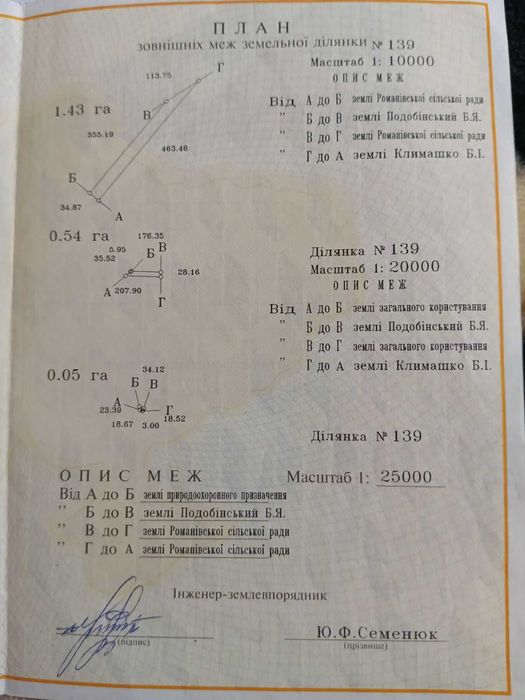 ПЛАН
зовнішніх меж земельної ділянки № 139
Масштаб 1: 10000
ОПИС МЕЖ
1.43 га
113.75
Г
В
355.19
463.46
Б
34.87
А
Від А до Б землі Романівської сільської ради
" Б до В землі Подобінський Б.Я.
" В до Г землі Романівської сільської ради
" Г до А землі Климашко Б.І.
0.54 га
176.35
5.95
Б
В
35.52
28.16
А
207.90
Г
Ділянка № 139
Масштаб 1: 20000
ОПИС МЕЖ
Від А до Б землі загального користування
" Б до В землі Подобінський Б.Я.
" В до Г землі загального користування
" Г до А землі Климашко Б.І.
0.05 га
34.12
Б В
А
23.39
Г
18.52
18.67 3.00
Ділянка № 139
ОПИС МЕЖ Масштаб 1: 25000
Від А до Б землі природоохоронного призначення
" Б до В землі Подобінський Б.Я.
" В до Г землі Романівської сільської ради
" Г до А землі Романівської сільської ради
Інженер-землевпорядник
Ю.Ф.Семенюк
(підпис) (прізвище)